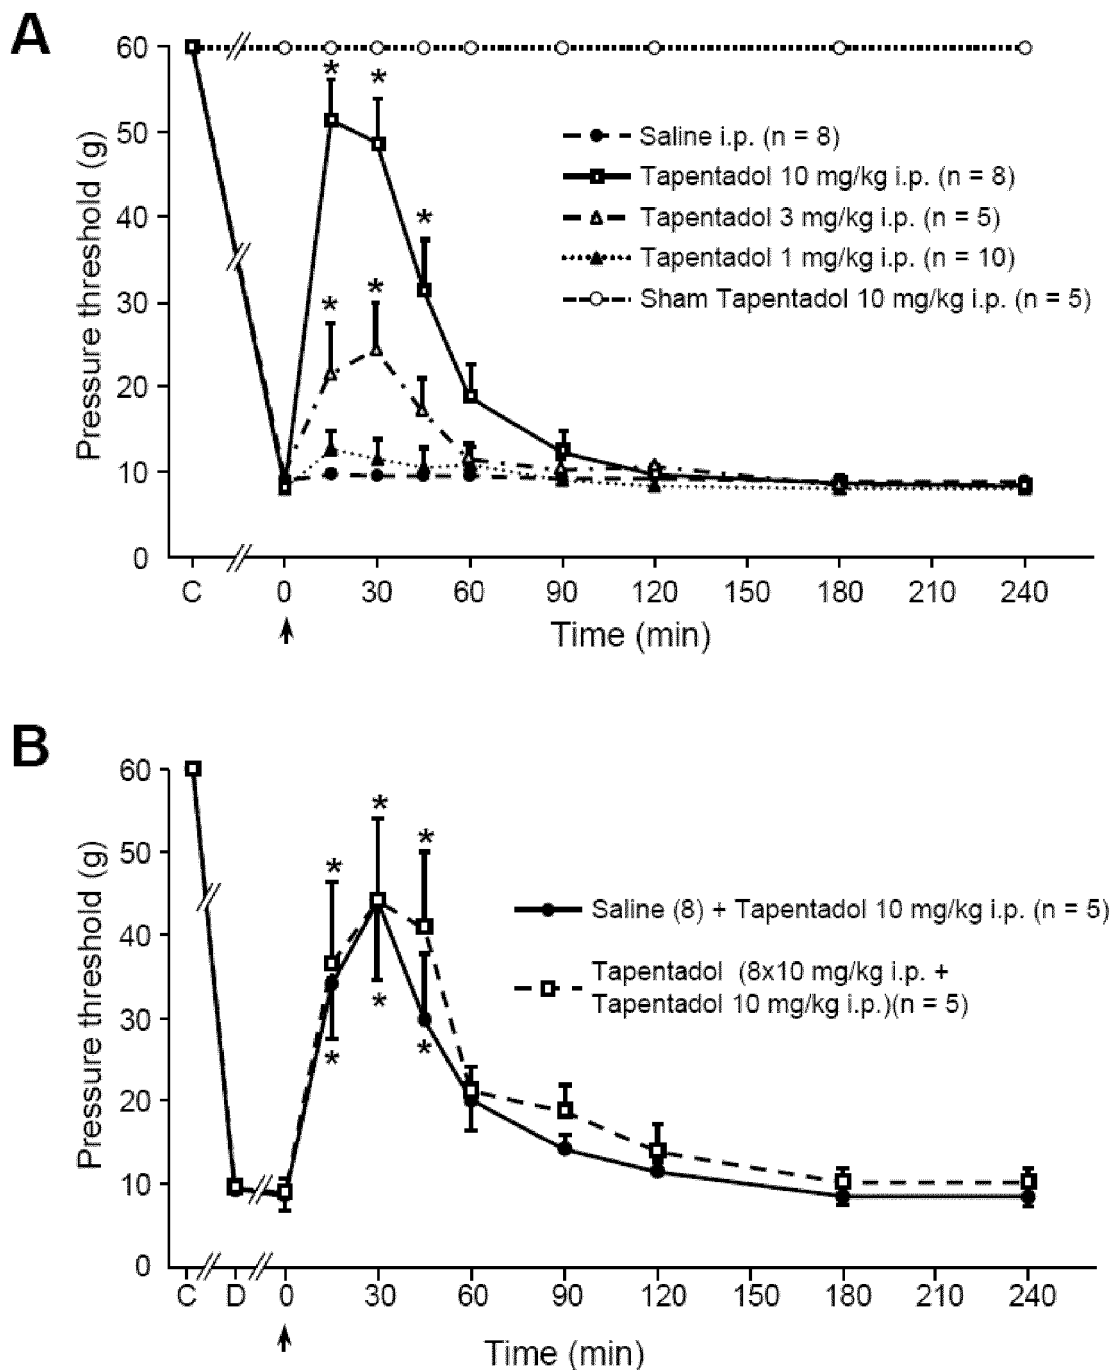 A
60
50
40
30
20
10
0
Pressure threshold (g)
* * *
* *
Saline i.p. (n = 8)
Tapentadol 10 mg/kg i.p. (n = 8)
Tapentadol 3 mg/kg i.p. (n = 5)
Tapentadol 1 mg/kg i.p. (n = 10)
Sham Tapentadol 10 mg/kg i.p. (n = 5)
C 0 30 60 90 120 150 180 210 240
Time (min)
B
60
50
40
30
20
10
0
Pressure threshold (g)
* * *
* * *
Saline (8) + Tapentadol 10 mg/kg i.p. (n = 5)
Tapentadol (8x10 mg/kg i.p. +
Tapentadol 10 mg/kg i.p.)(n = 5)
C D 0 30 60 90 120 150 180 210 240
Time (min)